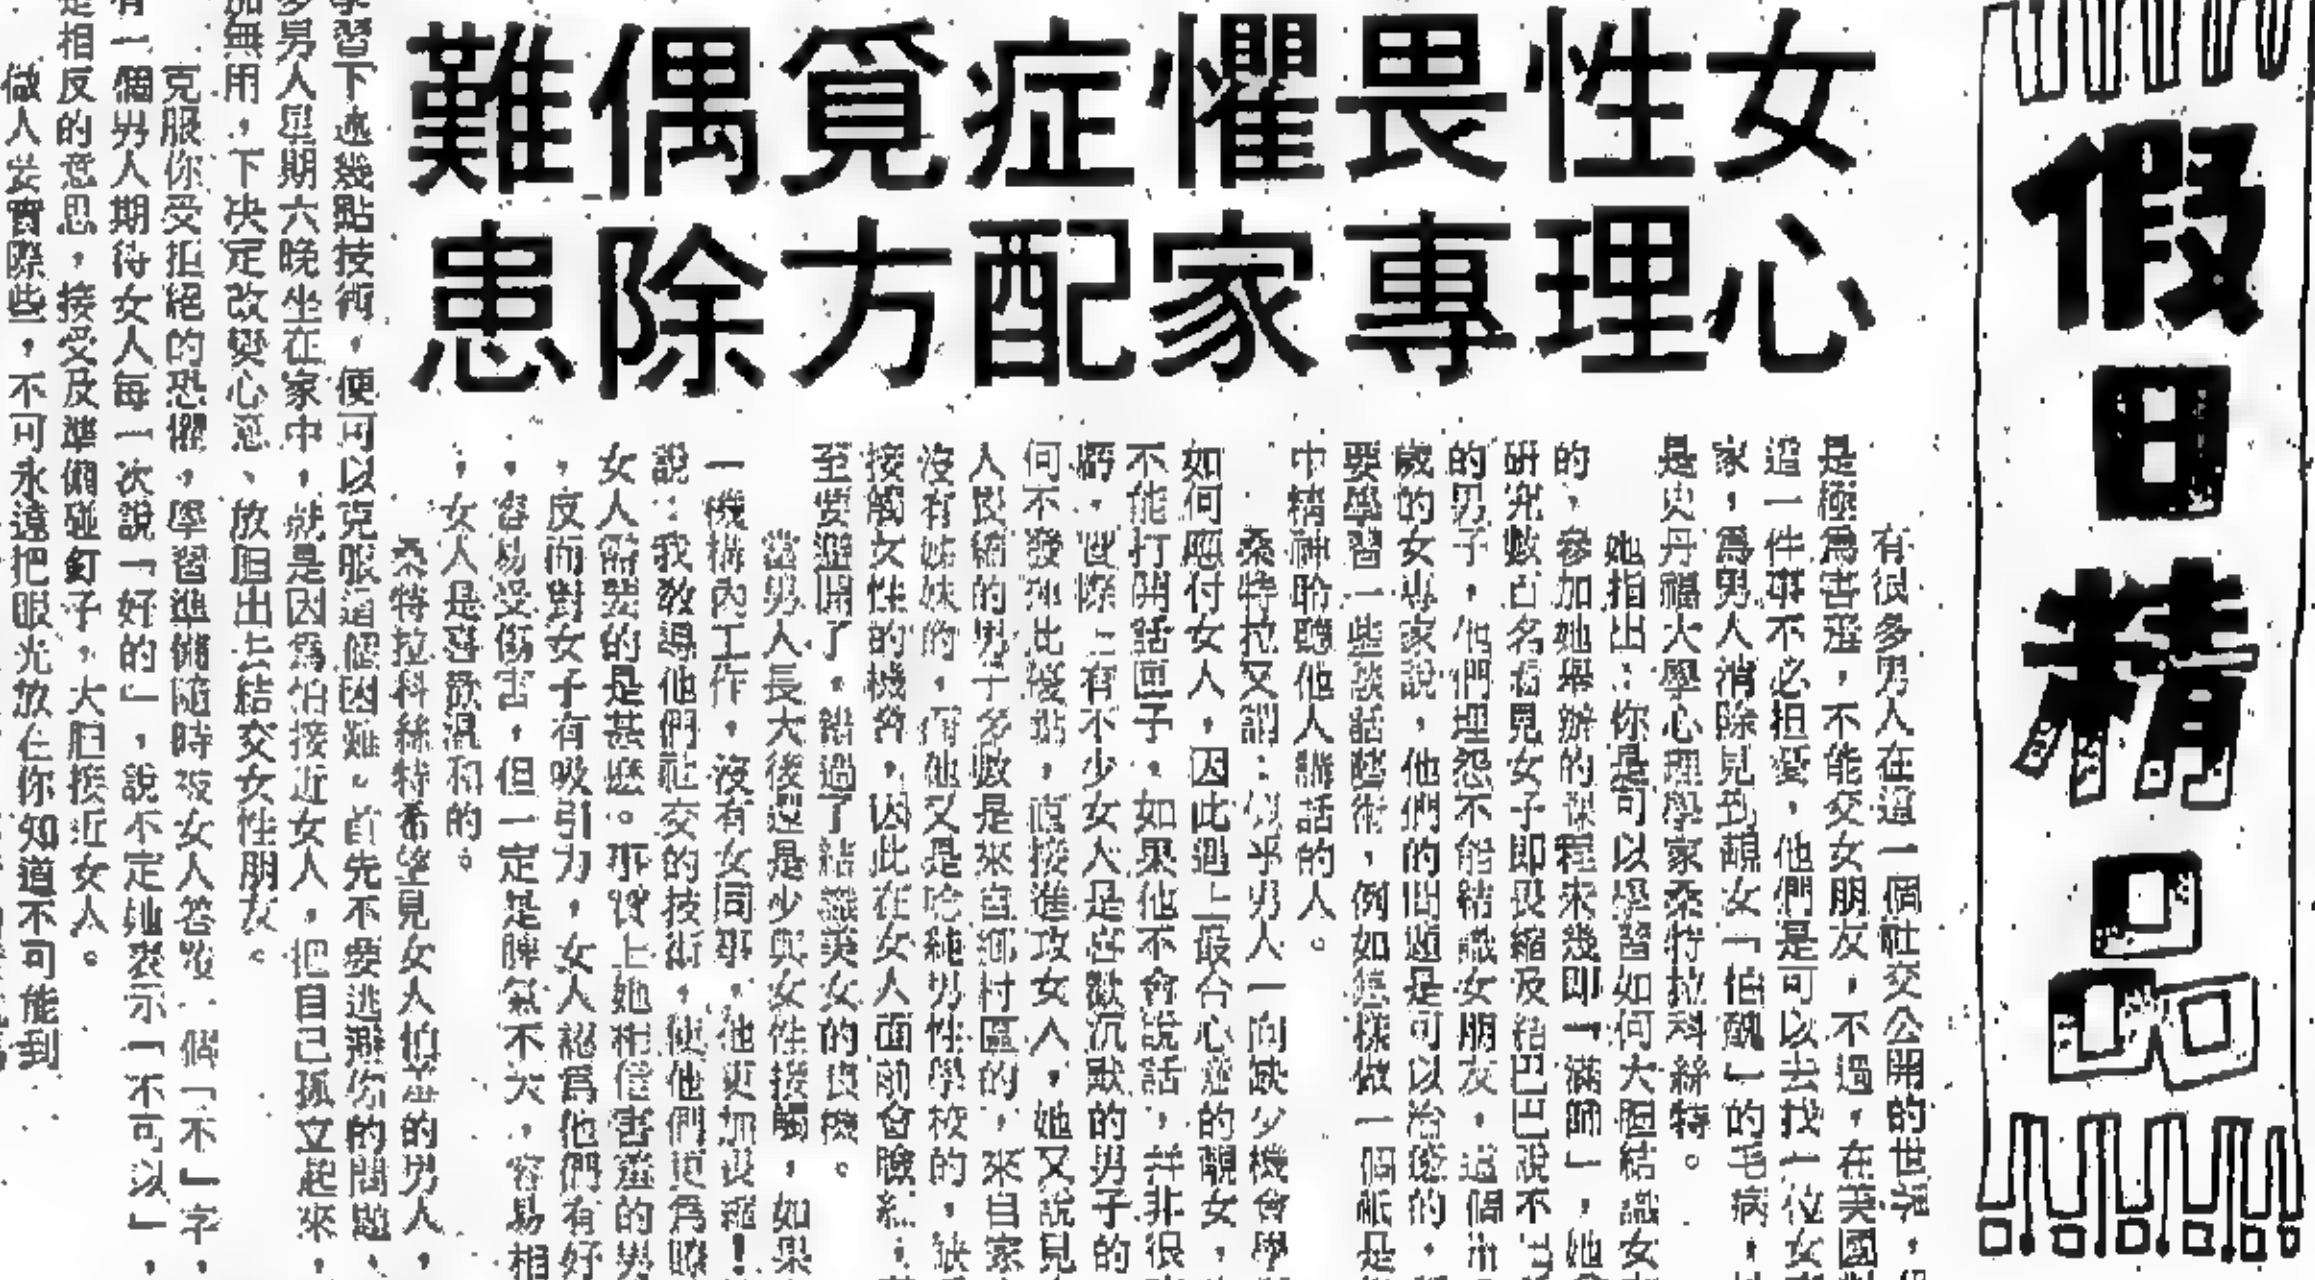 假日精品
女性畏懼症覓偶難
心理專家配方除患
有很多男人在這一個社交公開的世
是極為害羞，不能交女朋友，不過，在美國
這一件事不必担憂，他們是可以去找一位女
家，為男人消除見到靚女「怕醜」的毛病，
是史丹福大學心理學家桑特拉科絲特。
她指出：你是可以學習如何大胆結識女
的，參加她舉辦的課程
研究數百名看見女子即畏縮及結巴巴說不
的男子，他們埋怨不能結識女朋友，這個
歲的女專家說，他們的問題是可以治療的，
要學習一些談話藝術，例如怎樣做一個
中精神聆聽他人講話的人。
桑特拉又謂：似乎男人一向缺少機會學
如何應付女人，因此遇上最合心意的靚女，
不能打開話匣子，如果他不會說話，并非很
實際上有不少女人是喜歡沉默的男子的
何不發揮此優點，直接進攻女人，她又說見
人畏縮的男子多數是來自鄉村區的，來自家
沒有姊妹的，他又是唸純男性學校的，缺
接觸女性的機會，因此在女人面前會臉紅，
至要避開了，錯過了結識美女的良機。
當男人長大後還是少與女性接觸，如果
一機構內工作，沒有女同事，他更加畏縮！
說：我敎導他們社交的技術，使他們更為瞭
女人需要的是甚麽。事實上她相信害羞的男
，反而對女子有吸引力，女人認為他們有好
，容易受傷害，但一定是脾氣不大，容易相
，女人是喜歡溫和的。
桑特拉科絲特希望見女人怕羞的男人，
學習下述幾點技術，便可以克服這個困難。首先不要逃避你的問題，
多男人星期六晚坐在家中，就是因為怕接近女人，把自己孤立起來，
加無用，下決定改變心意、放胆出去結交女性朋友。
克服你受拒絕的恐懼，學習準備隨時被女人答覆一個「不」字，
有一個男人期待女人每一次說「好的」，說不定她表示「不可以」，
是相反的意思，接受及準備碰釘子，大胆接近女人。
做人要實際些，不可永遠把眼光放在你知道不可能到